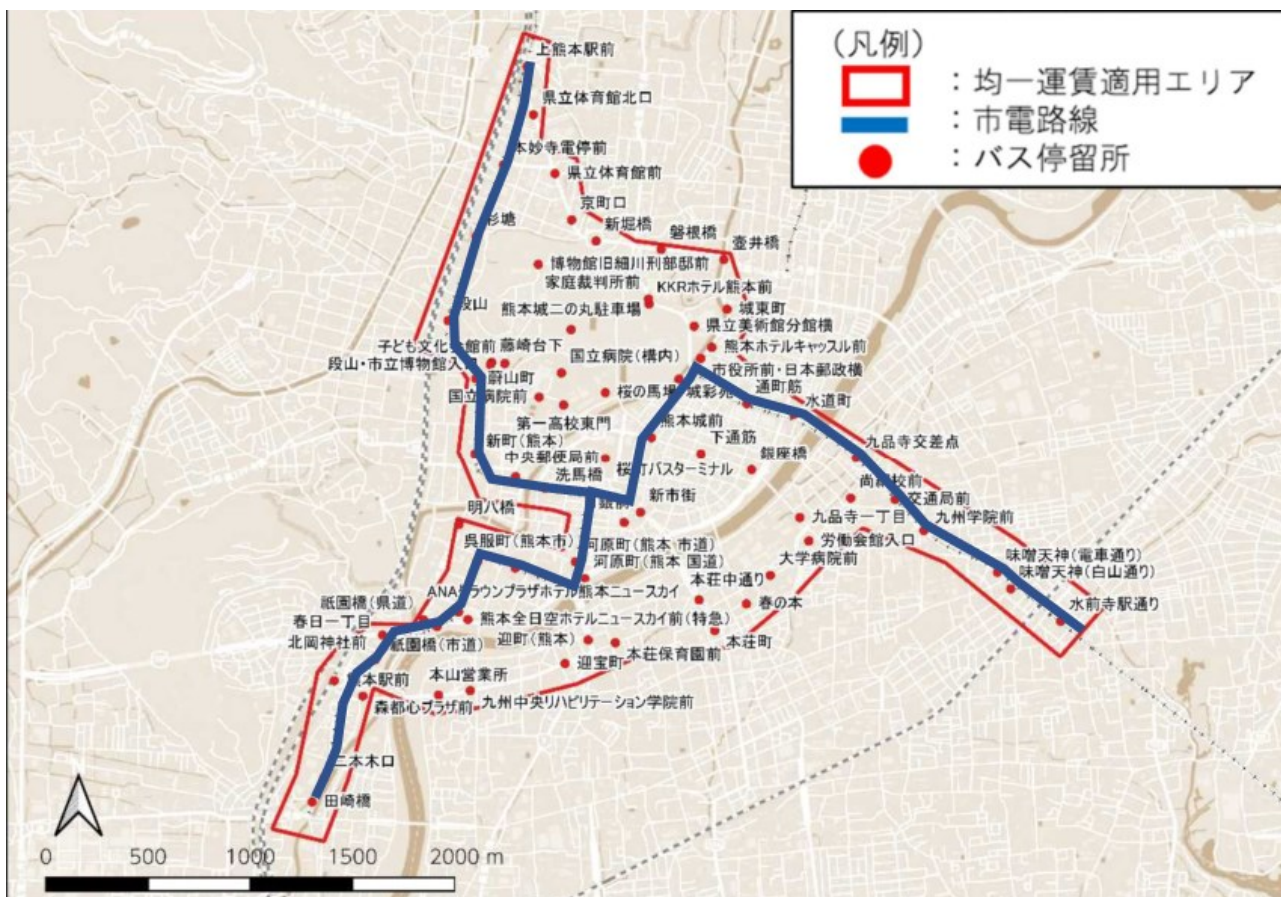 (凡例)
：均一運賃適用エリア
：市電路線
：バス停留所
上熊本駅前
県立体育館北口
本妙寺電停前
県立体育館前
京町口
杉塘
新堀橋
磐根橋
壺井橋
博物館旧細川刑部邸前
家庭裁判所前
KKRホテル熊本前
段山
熊本城二の丸駐車場
城東町
県立美術館分館横
子ども文化会館前
藤崎台下
熊本ホテルキャッスル前
段山・市立博物館入口
国立病院(構内)
市役所前・日本郵政横
蔚山町
国立病院前
桜の馬場 城彩苑
通町筋
水道町
第一高校東門
熊本城前
新町(熊本)
下通筋
九品寺交差点
中央郵便局前
洗馬橋
桜町バスターミナル
銀座橋
尚絅校前
交通局前
新市街
明八橋
九品寺一丁目
九州学院前
呉服町(熊本市)
河原町(熊本 市道)
労働会館入口
河原町(熊本 国道)
大学病院前
味噌天神(電車通り)
味噌天神(白山通り)
ANAクラウンプラザホテル熊本ニュースカイ
本荘中通り
祇園橋(県道)
春の本
水前寺駅通り
春日一丁目
熊本全日空ホテルニュースカイ前(特急)
北岡神社前
祇園橋(市道)
迎町(熊本)
本荘町
本荘保育園前
迎宝町
熊本駅前
本山営業所
森都心プラザ前
九州中央リハビリテーション学院前
二本木口
田崎橋
0 500 1000 1500 2000 m